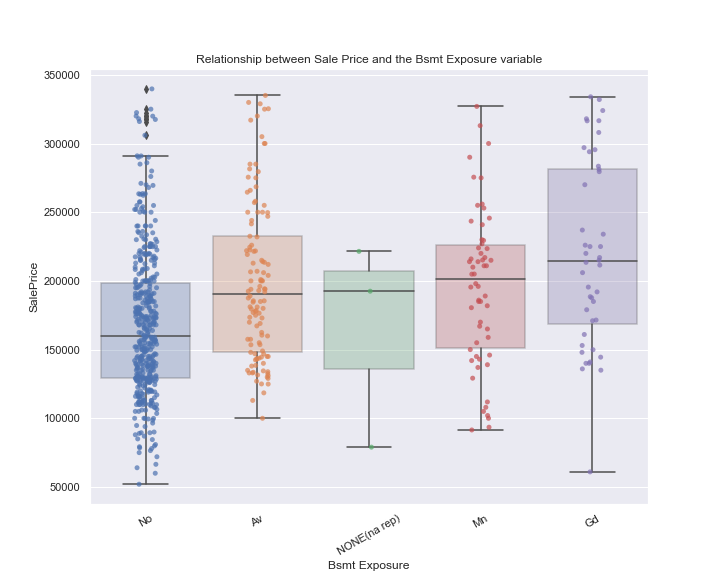 Relationship between Sale Price and the Bsmt Exposure variable
350000
300000
250000
200000
150000
100000
50000
SalePrice
No
Av
NONE(na rep)
Mn
Gd
Bsmt Exposure